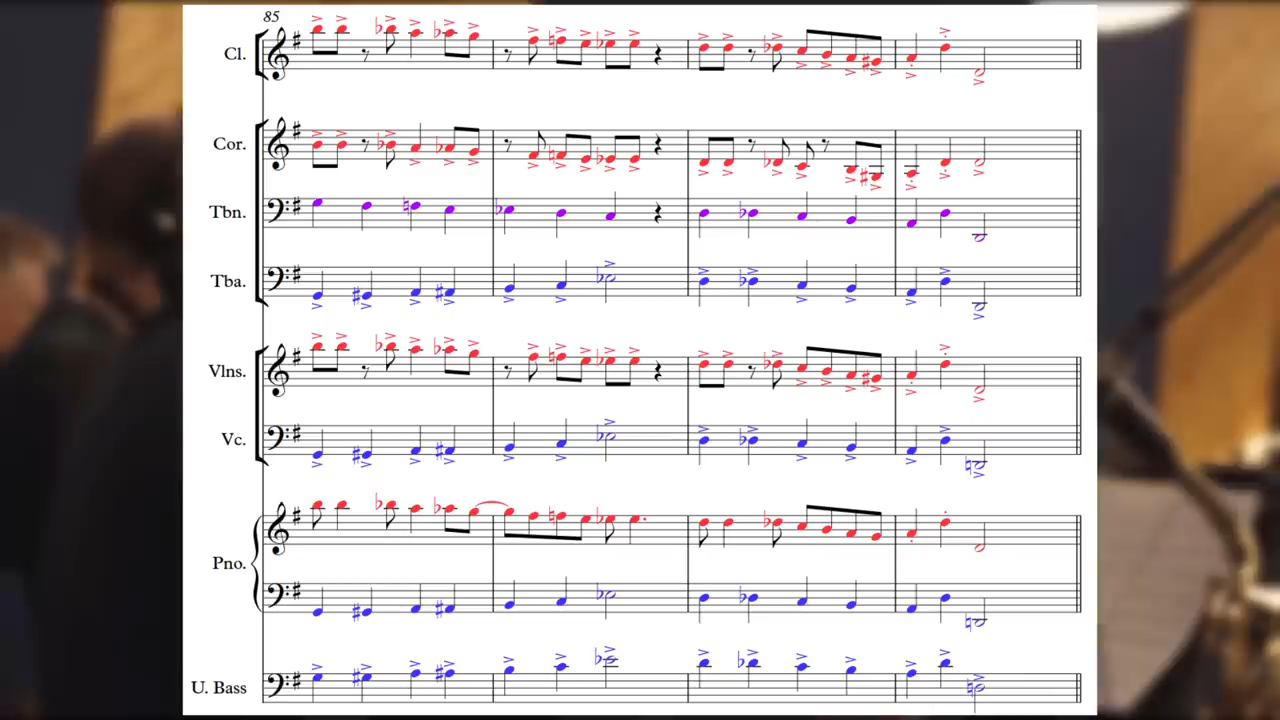 85
Cl.
Cor.
Tbn.
Tba.
Vlns.
Vc.
Pno.
U. Bass